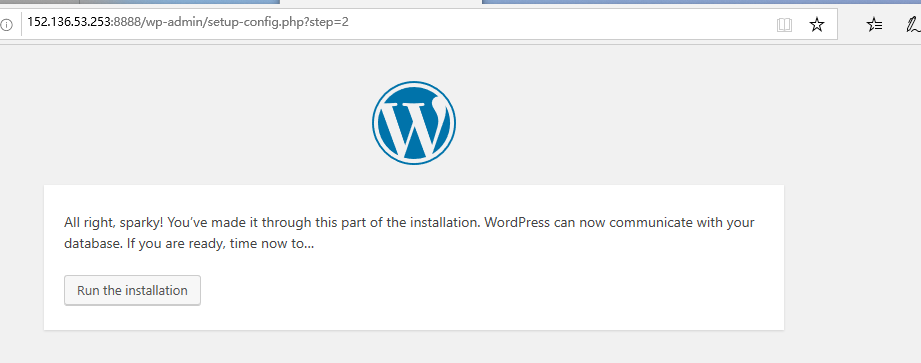 152.136.53.253:8888/wp-admin/setup-config.php?step=2
W
All right, sparky! You’ve made it through this part of the installation. WordPress can now communicate with your
database. If you are ready, time now to…
Run the installation